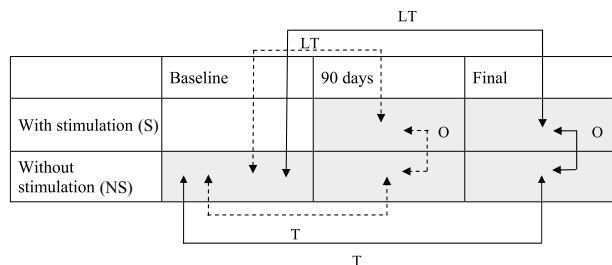 LT
LT
Baseline 90 days Final
With stimulation (S) O O
Without
stimulation (NS)
T
T